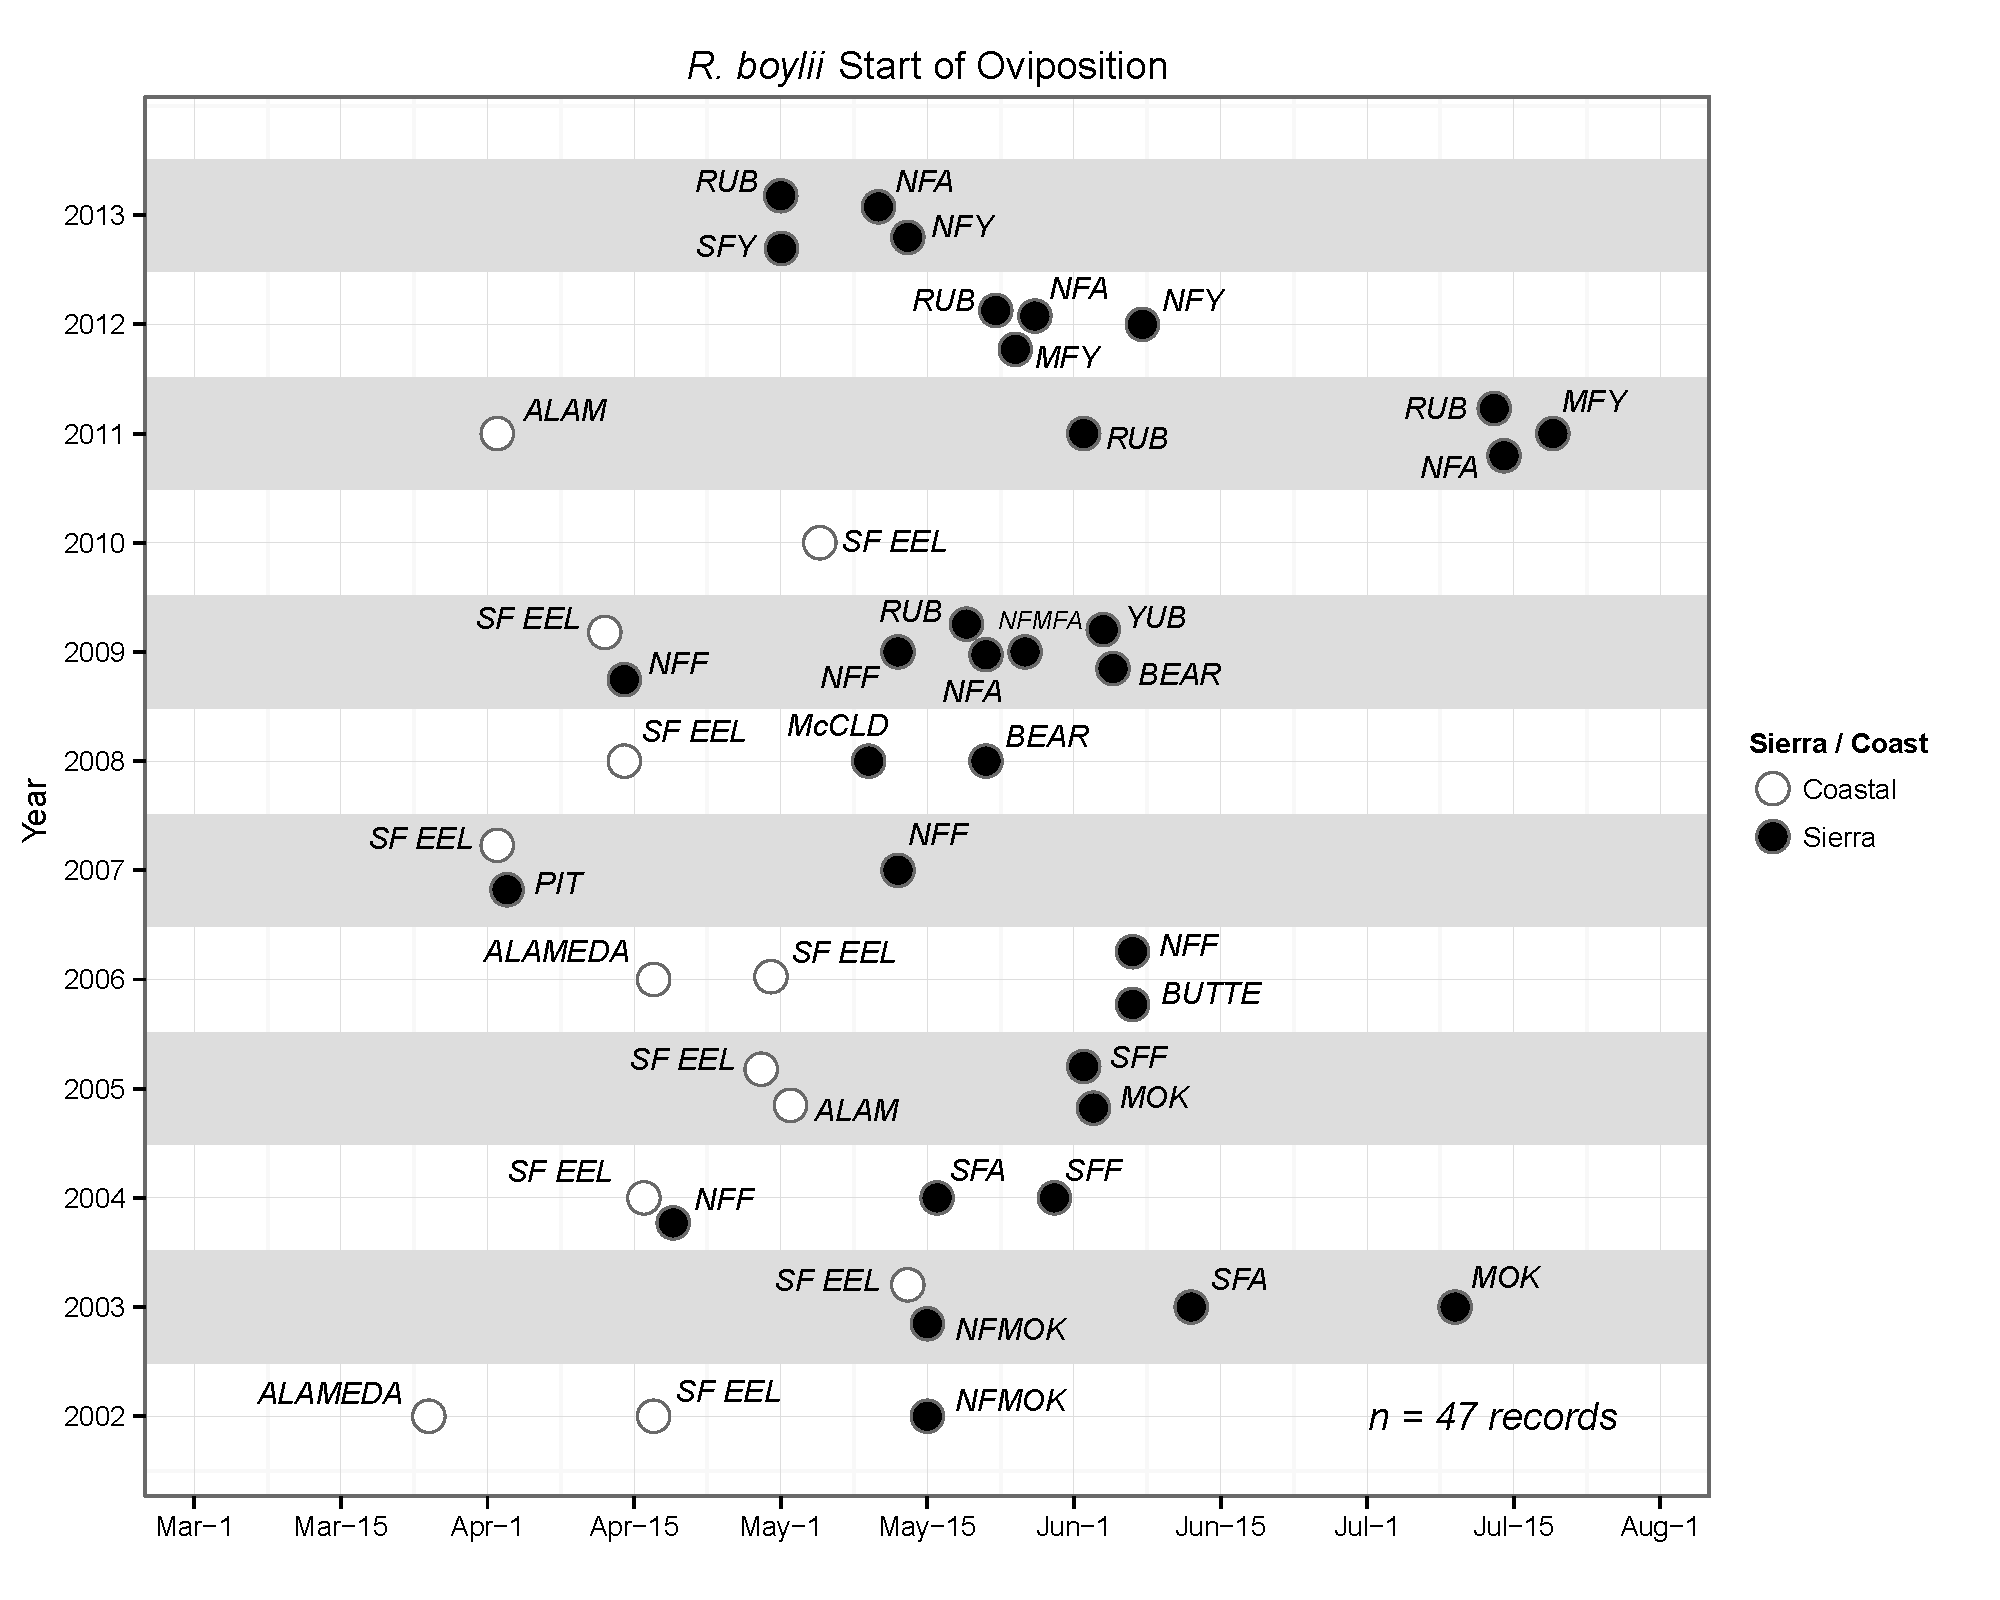 R. boylii Start of Oviposition
Year
2013
RUB
NFA
SFY
NFY
2012
RUB
NFA
NFY
MFY
2011
ALAM
RUB
RUB
MFY
NFA
2010
SF EEL
2009
SF EEL
NFF
RUB
NFMFA
YUB
NFF
NFA
BEAR
2008
SF EEL
McCLD
BEAR
2007
SF EEL
PIT
NFF
2006
ALAMEDA
SF EEL
NFF
BUTTE
2005
SF EEL
ALAM
SFF
MOK
2004
SF EEL
NFF
SFA
SFF
2003
SF EEL
NFMOK
SFA
MOK
2002
ALAMEDA
SF EEL
NFMOK
n = 47 records
Mar−1 Mar−15 Apr−1 Apr−15 May−1 May−15 Jun−1 Jun−15 Jul−1 Jul−15 Aug−1
Sierra / Coast
Coastal
Sierra